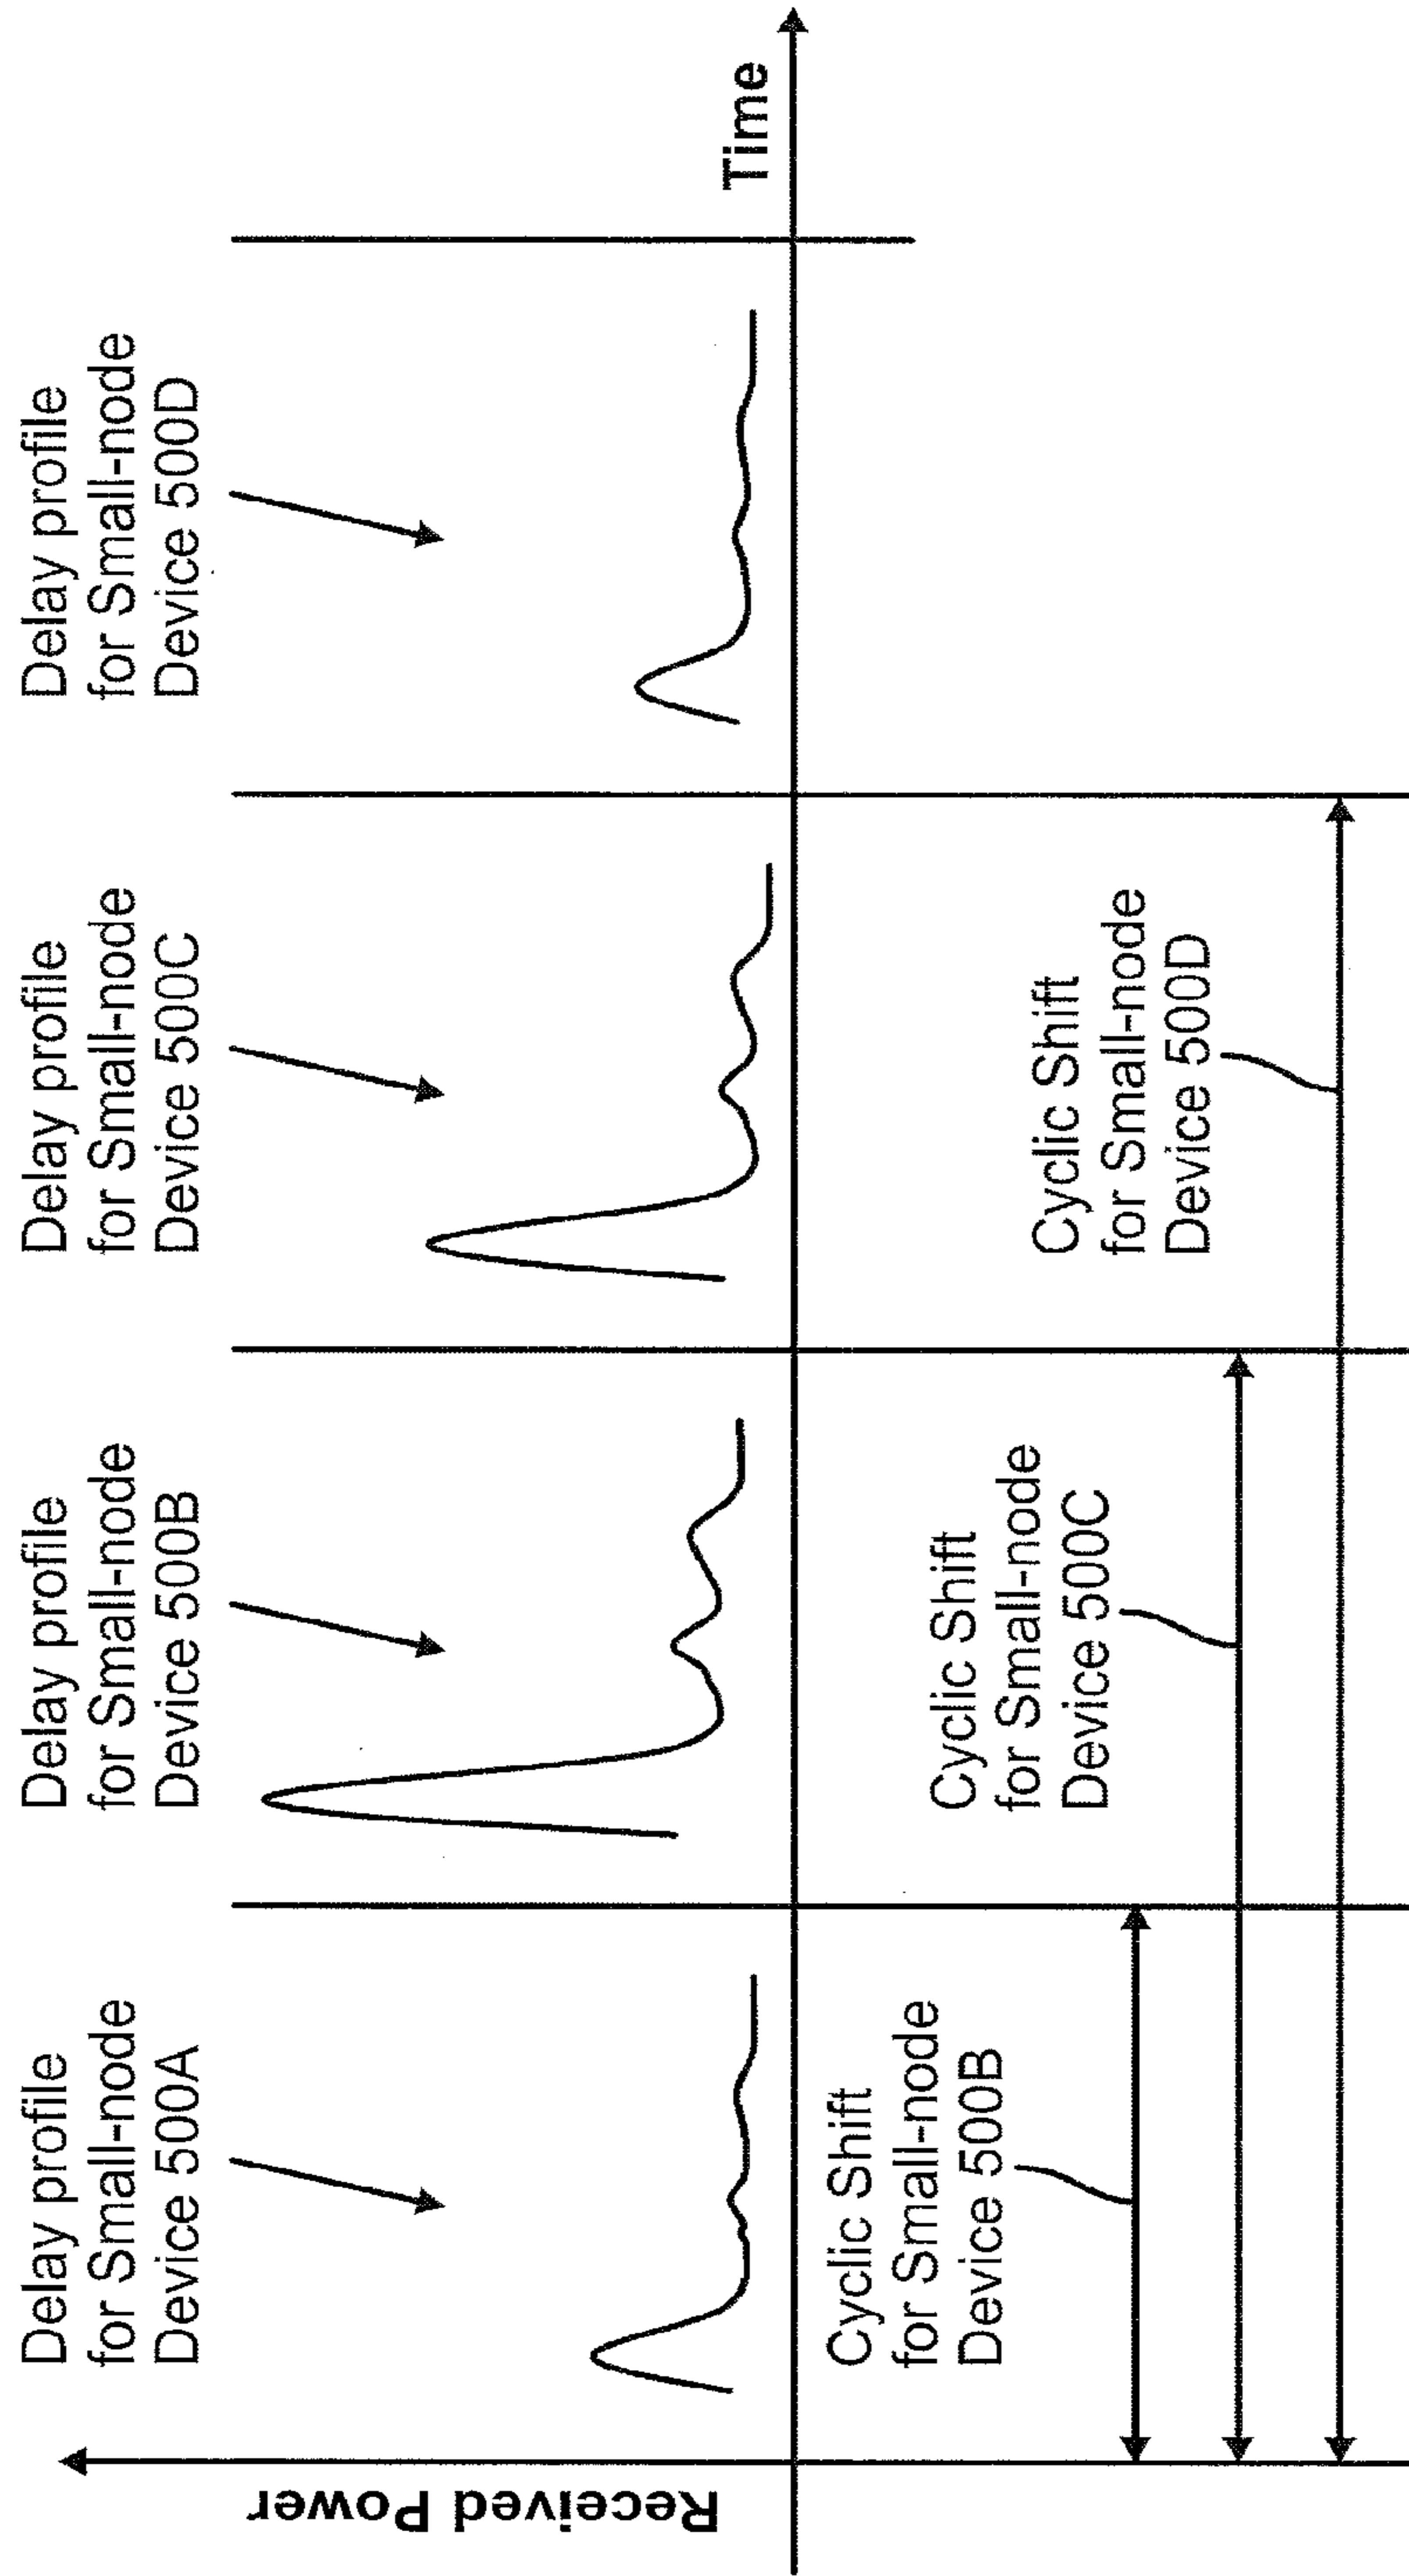 Delay profile
for Small-node
Device 500A
Delay profile
for Small-node
Device 500B
Delay profile
for Small-node
Device 500C
Delay profile
for Small-node
Device 500D
Received Power
Time
Cyclic Shift
for Small-node
Device 500B
Cyclic Shift
for Small-node
Device 500C
Cyclic Shift
for Small-node
Device 500D